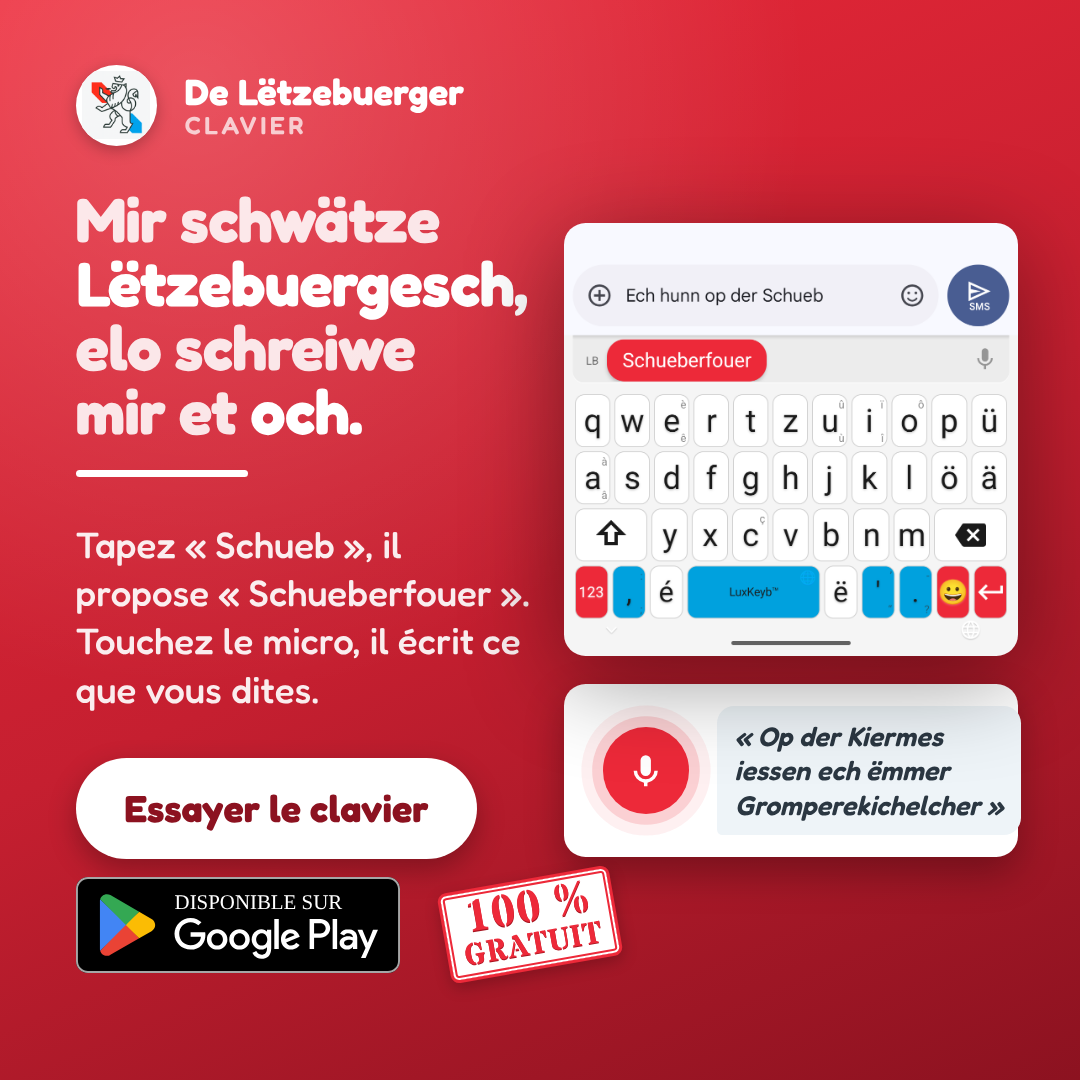 De Lëtzebuerger
CLAVIER
Mir schwätze
Lëtzebuergesch,
elo schreiwe
mir et och.
Tapez « Schueb », il
propose « Schueberfouer ».
Touchez le micro, il écrit ce
que vous dites.
Essayer le clavier
DISPONIBLE SUR
Google Play
100 %
GRATUIT
Ech hunn op der Schueb
SMS
LB Schueberfouer
q w e è ê r t z u û ù i ï î o ô p ü
a à â s d f g h j k l ö ä
y x c ç v b n m
123 , é LuxKeyb™ ë ' . ?
« Op der Kiermes
iessen ech ëmmer
Gromperekichelcher »